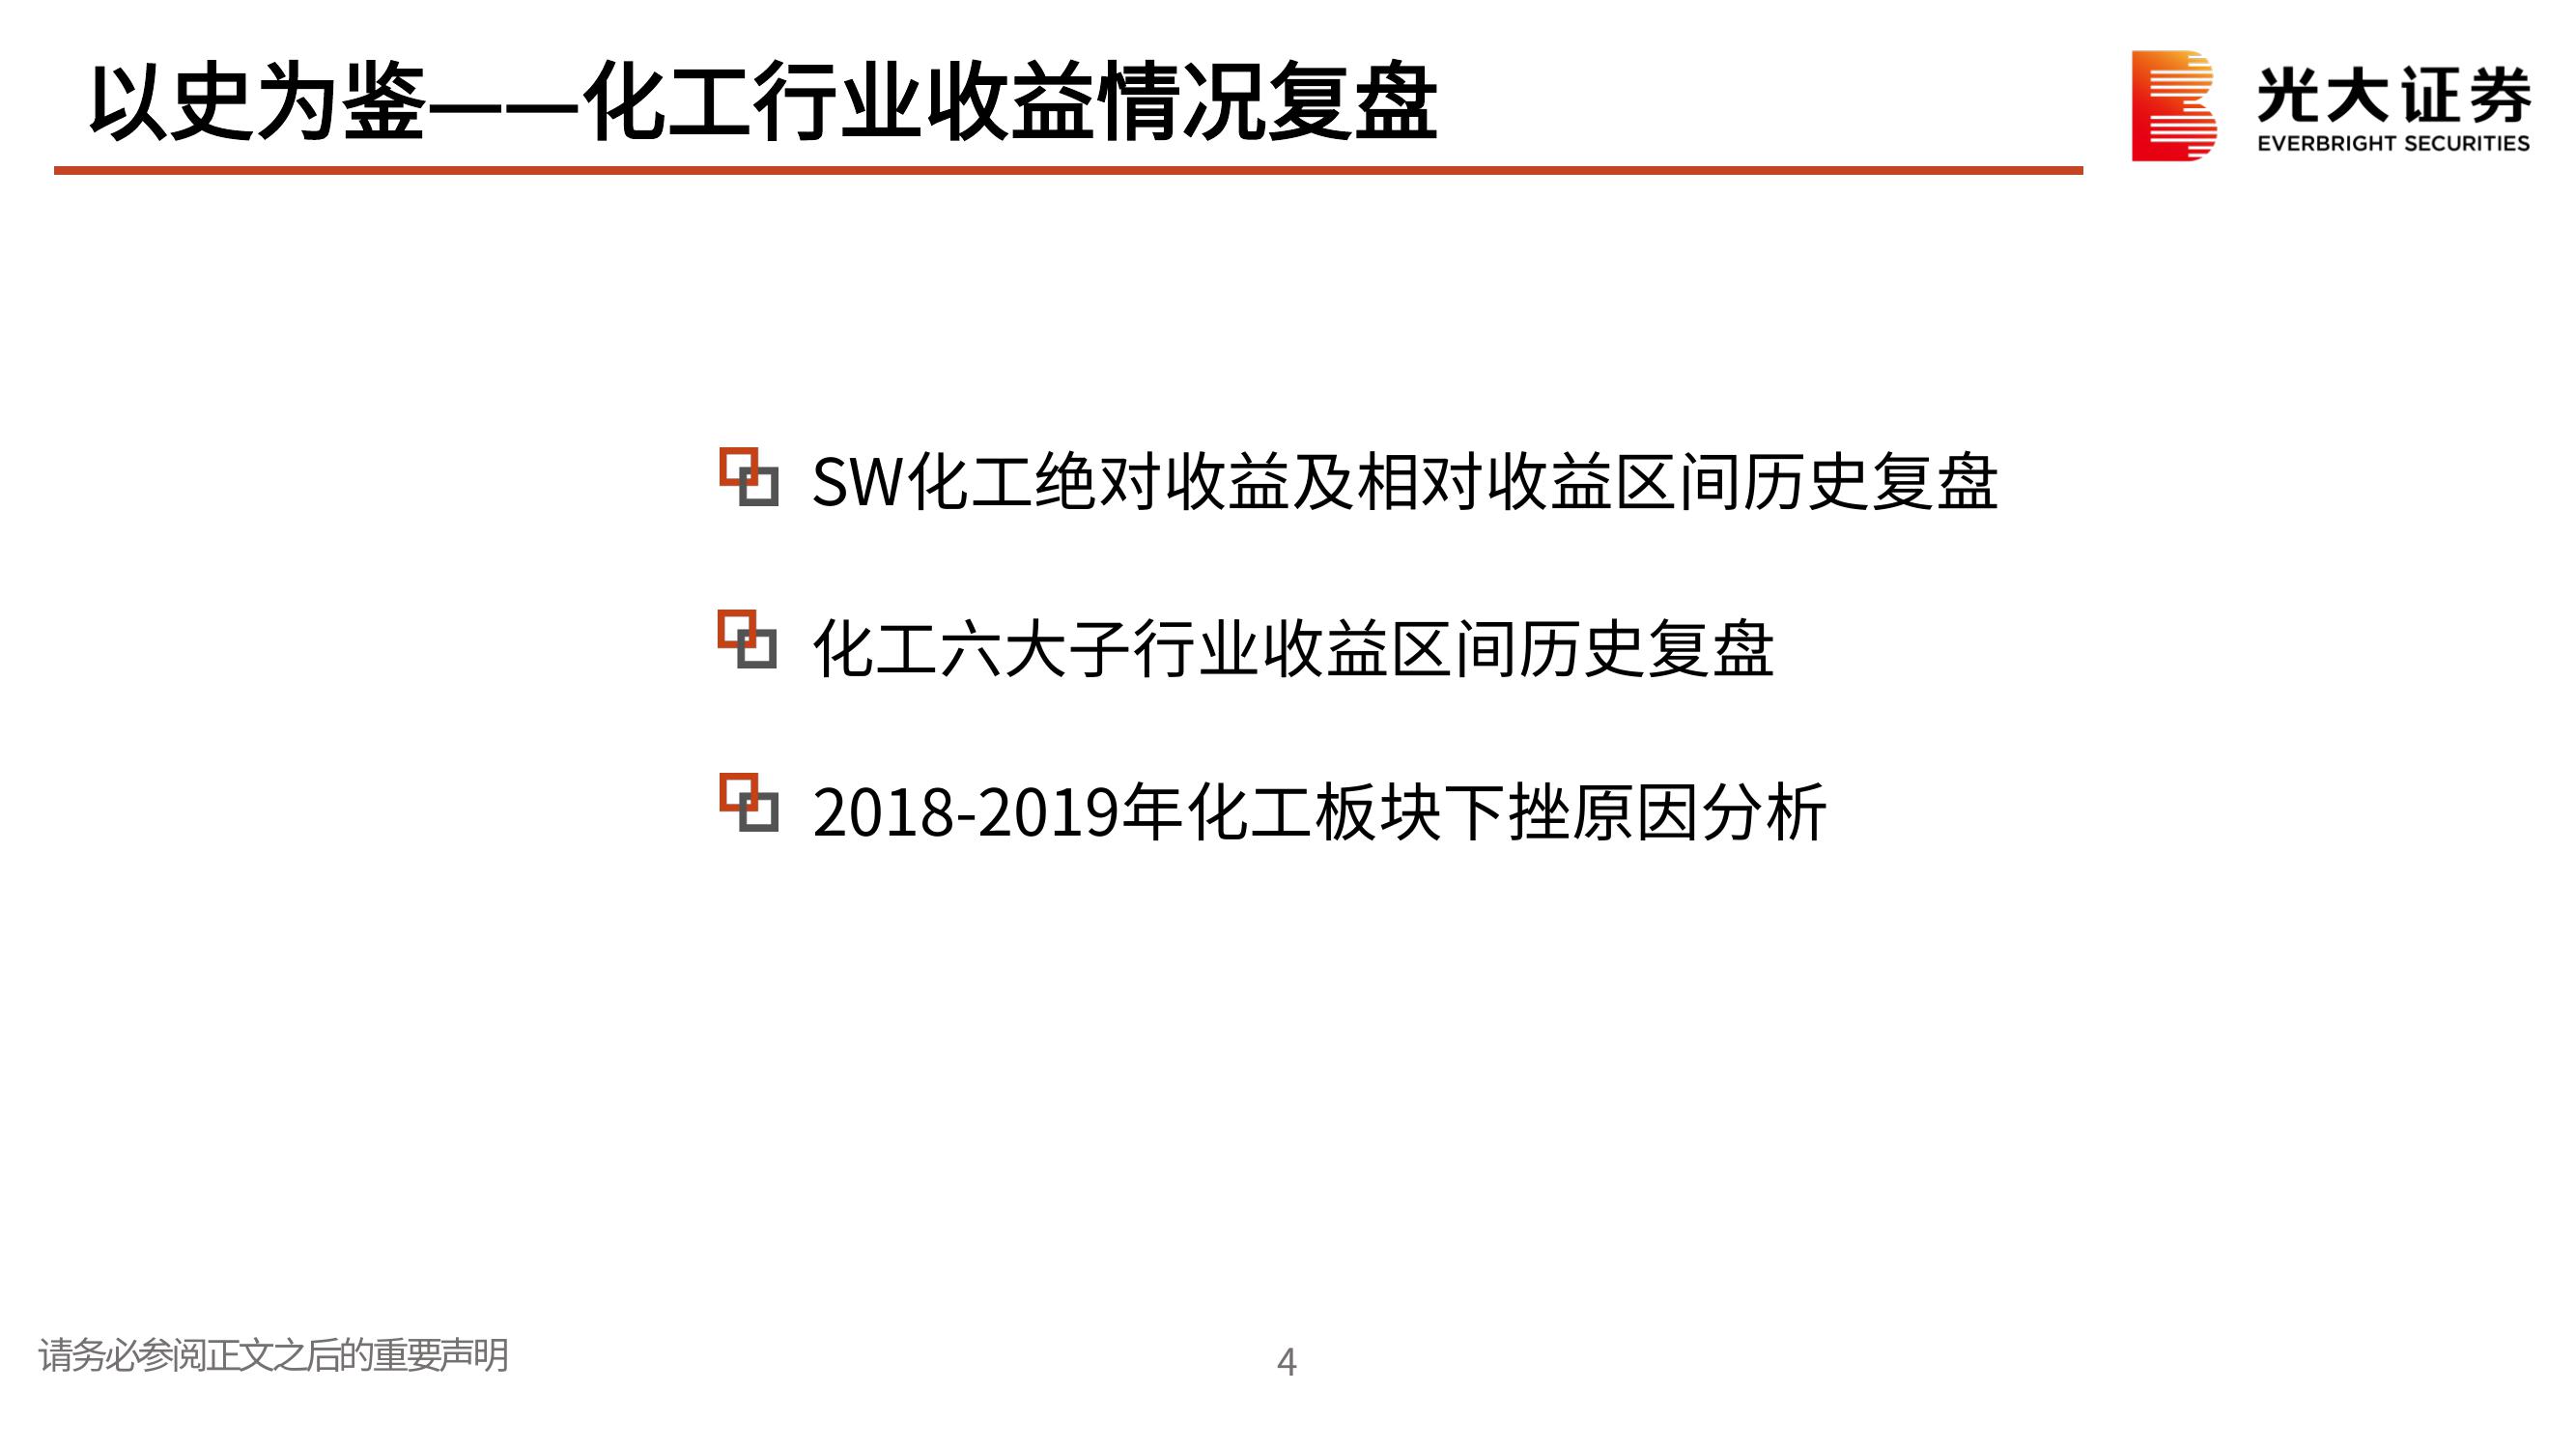 以史为鉴——化工行业收益情况复盘
光大证券
EVERBRIGHT SECURITIES
SW化工绝对收益及相对收益区间历史复盘
化工六大子行业收益区间历史复盘
2018-2019年化工板块下挫原因分析
请务必参阅正文之后的重要声明
4